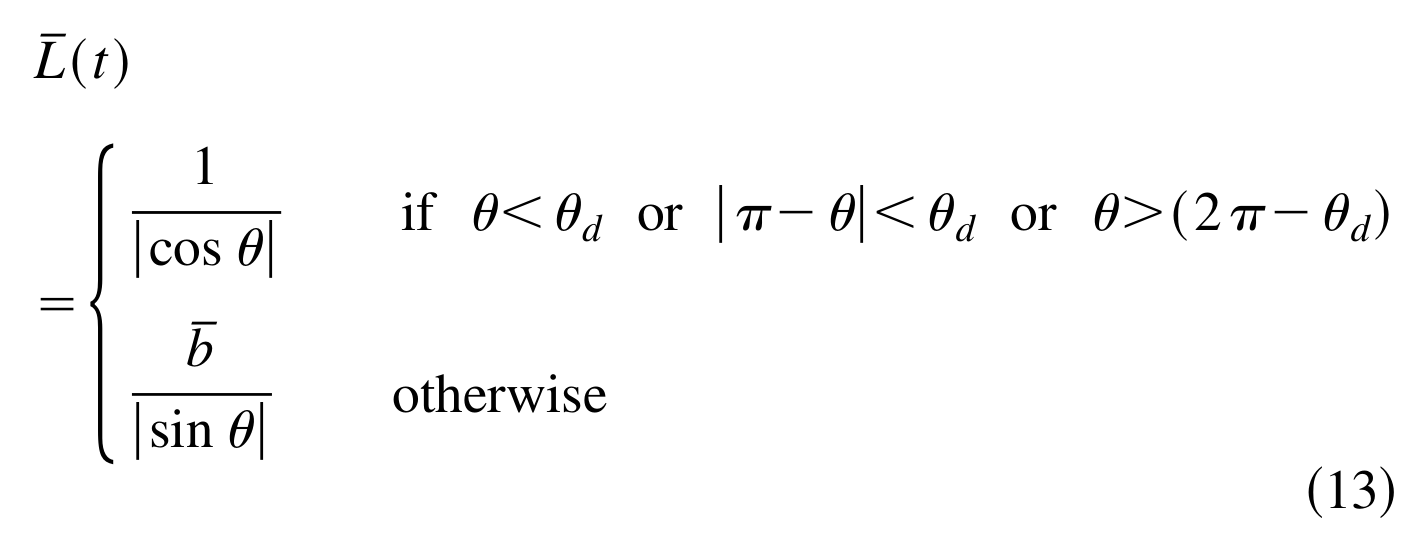 L̄(t)
1
|cos θ|
if θ<θ_d or |π−θ|<θ_d or θ>(2π−θ_d)
={
b̄
|sin θ|
otherwise
(13)